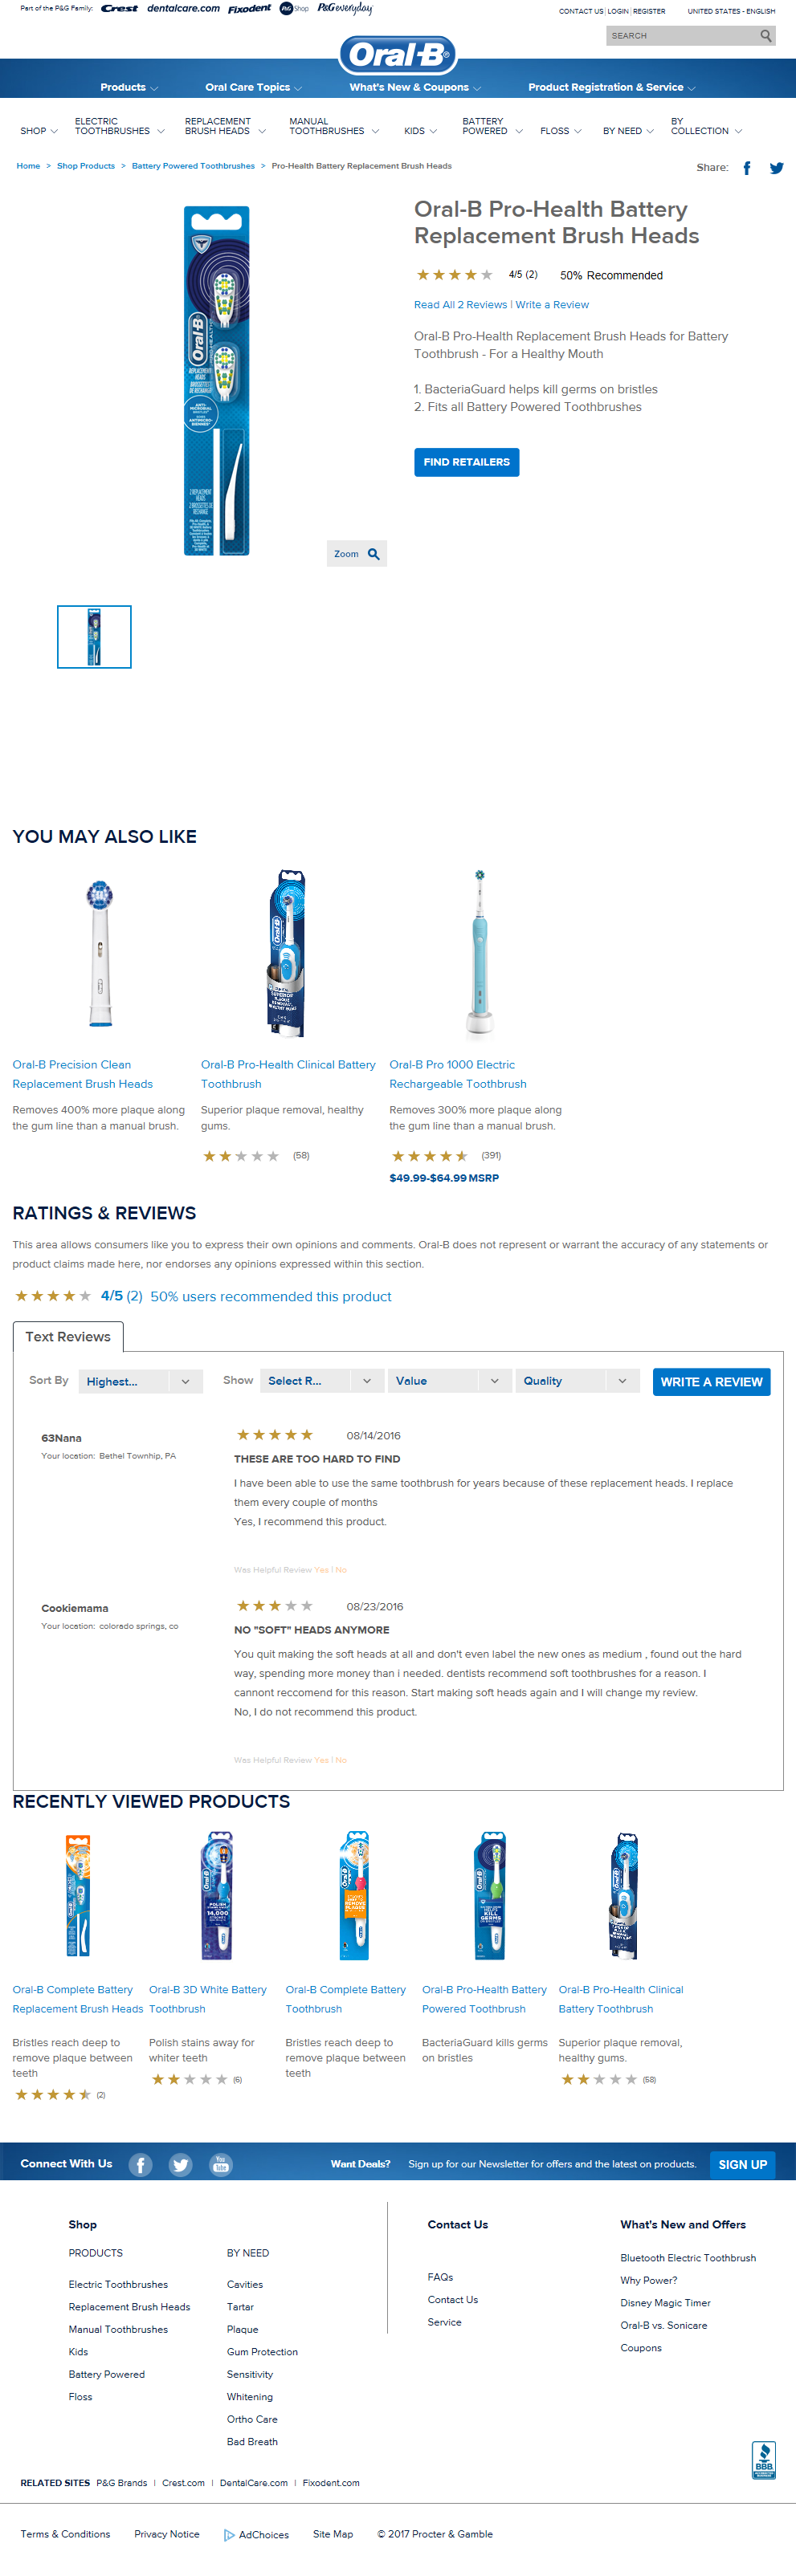 Part of the P&G Family: Crest dentalcare.com Fixodent P&G Shop P&G everyday
CONTACT US | LOGIN | REGISTER UNITED STATES - ENGLISH
SEARCH
Oral-B
Products Oral Care Topics What's New & Coupons Product Registration & Service
SHOP ELECTRIC TOOTHBRUSHES REPLACEMENT BRUSH HEADS MANUAL TOOTHBRUSHES KIDS BATTERY POWERED FLOSS BY NEED BY COLLECTION
Home > Shop Products > Battery Powered Toothbrushes > Pro-Health Battery Replacement Brush Heads
Share:
Oral-B Pro-Health Battery
Replacement Brush Heads
4/5 (2) 50% Recommended
Read All 2 Reviews | Write a Review
Oral-B Pro-Health Replacement Brush Heads for Battery
Toothbrush - For a Healthy Mouth
1. BacteriaGuard helps kill germs on bristles
2. Fits all Battery Powered Toothbrushes
FIND RETAILERS
Oral-B
Zoom
YOU MAY ALSO LIKE
Oral-B Precision Clean
Replacement Brush Heads
Removes 400% more plaque along
the gum line than a manual brush.
Oral-B Pro-Health Clinical Battery
Toothbrush
Superior plaque removal, healthy
gums.
(58)
Oral-B Pro 1000 Electric
Rechargeable Toothbrush
Removes 300% more plaque along
the gum line than a manual brush.
(391)
$49.99-$64.99 MSRP
RATINGS & REVIEWS
This area allows consumers like you to express their own opinions and comments. Oral-B does not represent or warrant the accuracy of any statements or
product claims made here, nor endorses any opinions expressed within this section.
4/5 (2) 50% users recommended this product
Text Reviews
Sort By Highest... Show Select R... Value Quality WRITE A REVIEW
63Nana
Your location: Bethel Townhip, PA
08/14/2016
THESE ARE TOO HARD TO FIND
I have been able to use the same toothbrush for years because of these replacement heads. I replace
them every couple of months
Yes, I recommend this product.
Was Helpful Review Yes | No
Cookiemama
Your location: colorado springs, co
08/23/2016
NO "SOFT" HEADS ANYMORE
You quit making the soft heads at all and don't even label the new ones as medium , found out the hard
way, spending more money than i needed. dentists recommend soft toothbrushes for a reason. I
cannont reccomend for this reason. Start making soft heads again and I will change my review.
No, I do not recommend this product.
Was Helpful Review Yes | No
RECENTLY VIEWED PRODUCTS
Oral-B Complete Battery
Replacement Brush Heads
Bristles reach deep to
remove plaque between
teeth
(2)
Oral-B 3D White Battery
Toothbrush
Polish stains away for
whiter teeth
(6)
Oral-B Complete Battery
Toothbrush
Bristles reach deep to
remove plaque between
teeth
Oral-B Pro-Health Battery
Powered Toothbrush
BacteriaGuard kills germs
on bristles
Oral-B Pro-Health Clinical
Battery Toothbrush
Superior plaque removal,
healthy gums.
(58)
Connect With Us You Tube Want Deals? Sign up for our Newsletter for offers and the latest on products. SIGN UP
Shop
PRODUCTS
Electric Toothbrushes
Replacement Brush Heads
Manual Toothbrushes
Kids
Battery Powered
Floss
BY NEED
Cavities
Tartar
Plaque
Gum Protection
Sensitivity
Whitening
Ortho Care
Bad Breath
Contact Us
FAQs
Contact Us
Service
What's New and Offers
Bluetooth Electric Toothbrush
Why Power?
Disney Magic Timer
Oral-B vs. Sonicare
Coupons
BBB
RELATED SITES P&G Brands | Crest.com | DentalCare.com | Fixodent.com
Terms & Conditions Privacy Notice AdChoices Site Map © 2017 Procter & Gamble